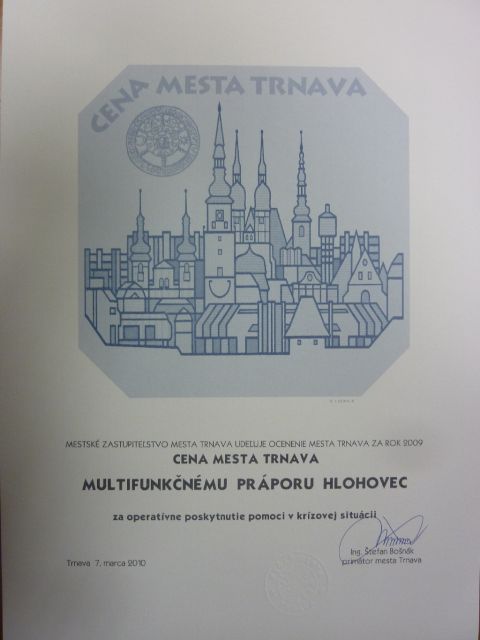 CENA MESTA TRNAVA
MESTSKÉ ZASTUPITEĽSTVO MESTA TRNAVA UDEĽUJE OCENENIE MESTA TRNAVA ZA ROK 2009
CENA MESTA TRNAVA
MULTIFUNKČNÉMU PRÁPORU HLOHOVEC
za operatívne poskytnutie pomoci v krízovej situácii
Ing. Štefan Bošnák
Trnava 7. marca 2010
primátor mesta Trnava